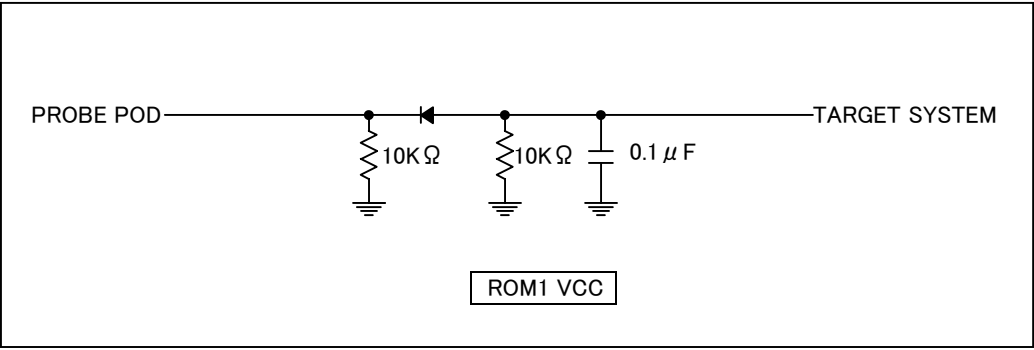 PROBE POD
TARGET SYSTEM
10KΩ
10KΩ
0.1μF
ROM1 VCC